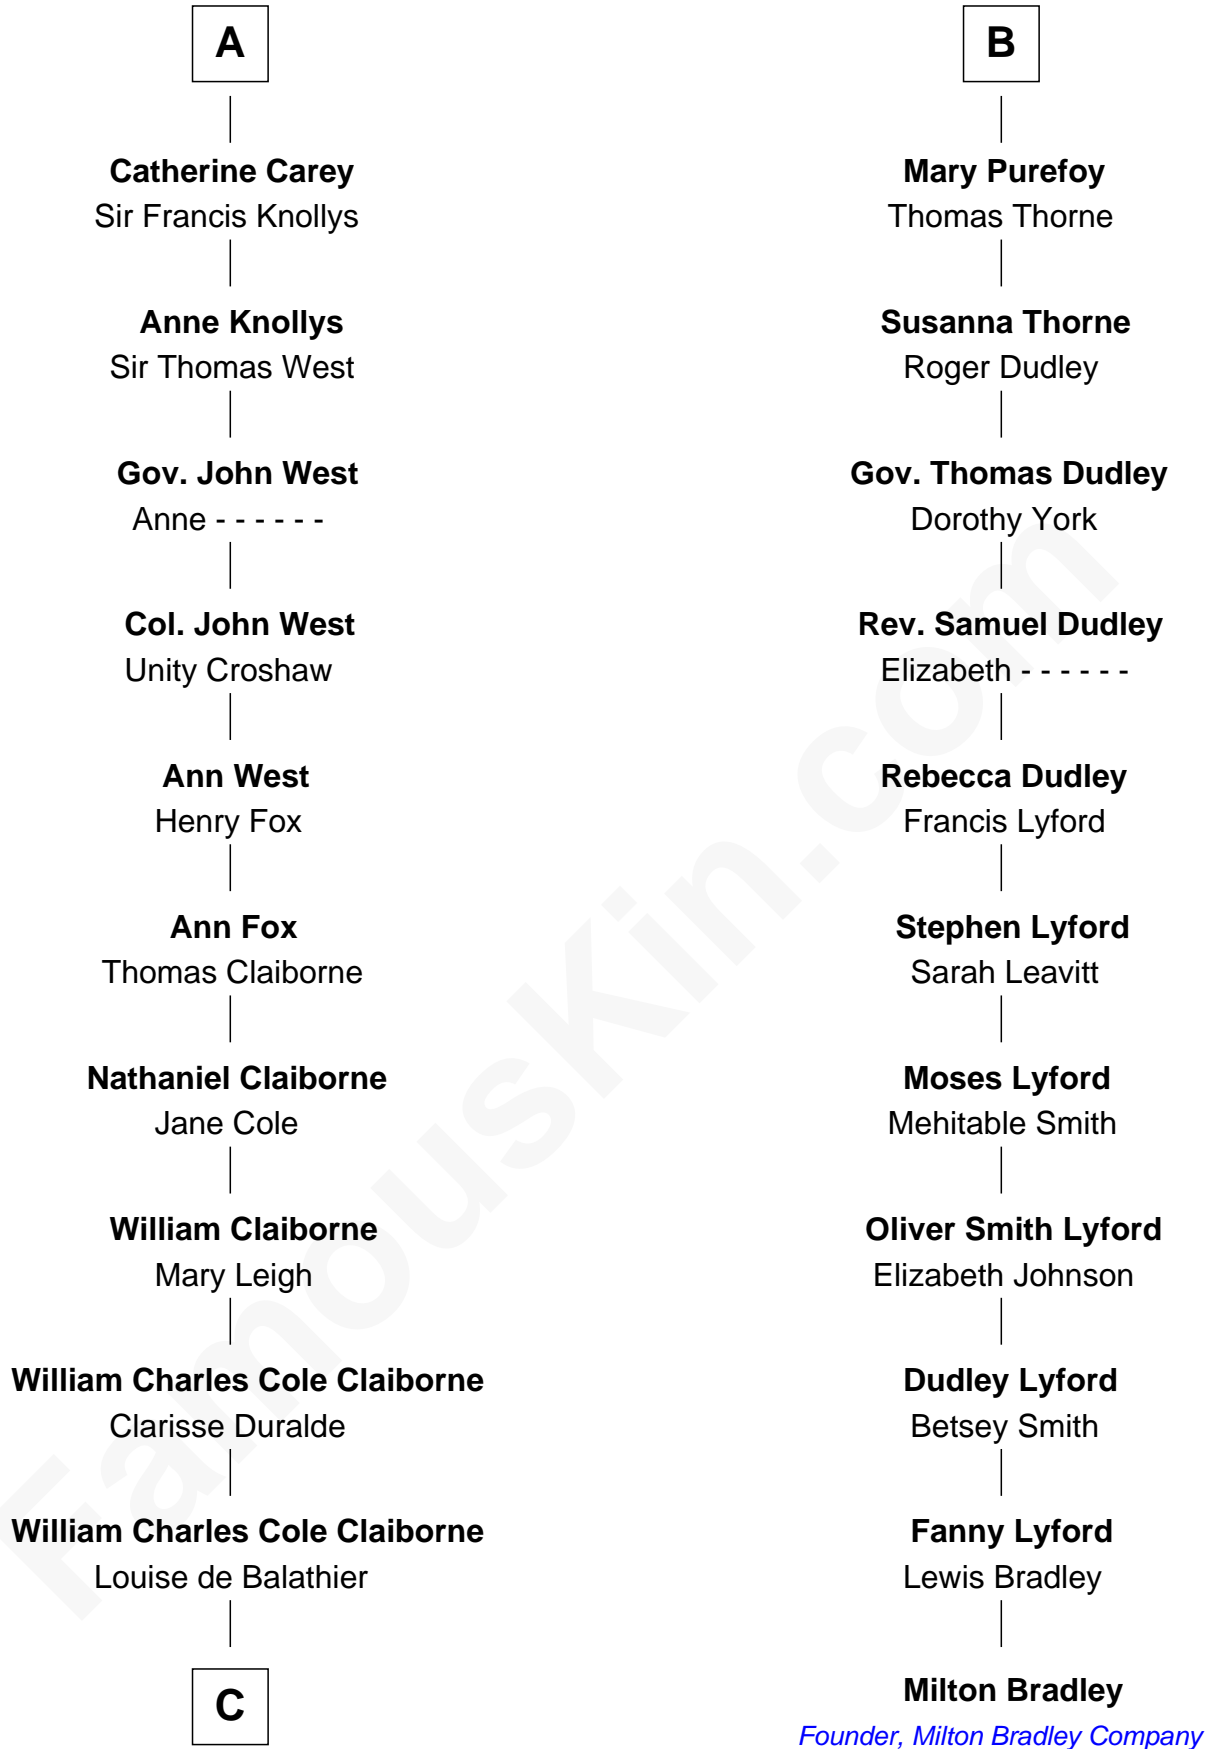 A
Catherine Carey
Sir Francis Knollys
Anne Knollys
Sir Thomas West
Gov. John West
Anne - - - - - -
Col. John West
Unity Croshaw
Ann West
Henry Fox
Ann Fox
Thomas Claiborne
Nathaniel Claiborne
Jane Cole
William Claiborne
Mary Leigh
William Charles Cole Claiborne
Clarisse Duralde
William Charles Cole Claiborne
Louise de Balathier
C
B
Mary Purefoy
Thomas Thorne
Susanna Thorne
Roger Dudley
Gov. Thomas Dudley
Dorothy York
Rev. Samuel Dudley
Elizabeth - - - - - -
Rebecca Dudley
Francis Lyford
Stephen Lyford
Sarah Leavitt
Moses Lyford
Mehitable Smith
Oliver Smith Lyford
Elizabeth Johnson
Dudley Lyford
Betsey Smith
Fanny Lyford
Lewis Bradley
Milton Bradley
Founder, Milton Bradley Company
FamousKin.com